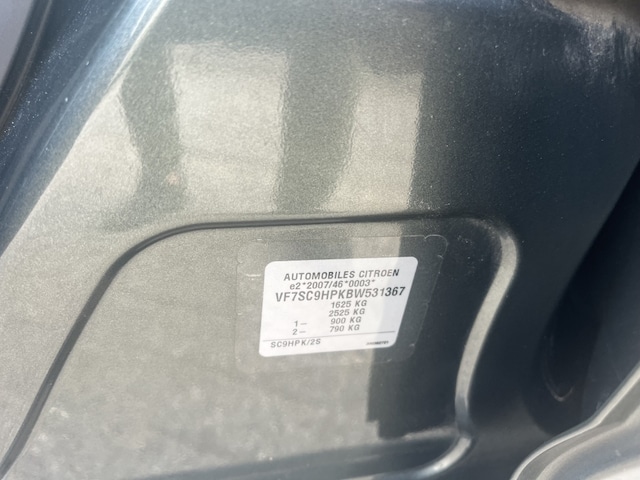 AUTOMOBILES CITROEN
e2*2007/46*0003*
VF7SC9HPKBW531367
1625 KG
2525 KG
1— 900 KG
2— 790 KG
SC9HPK/2S